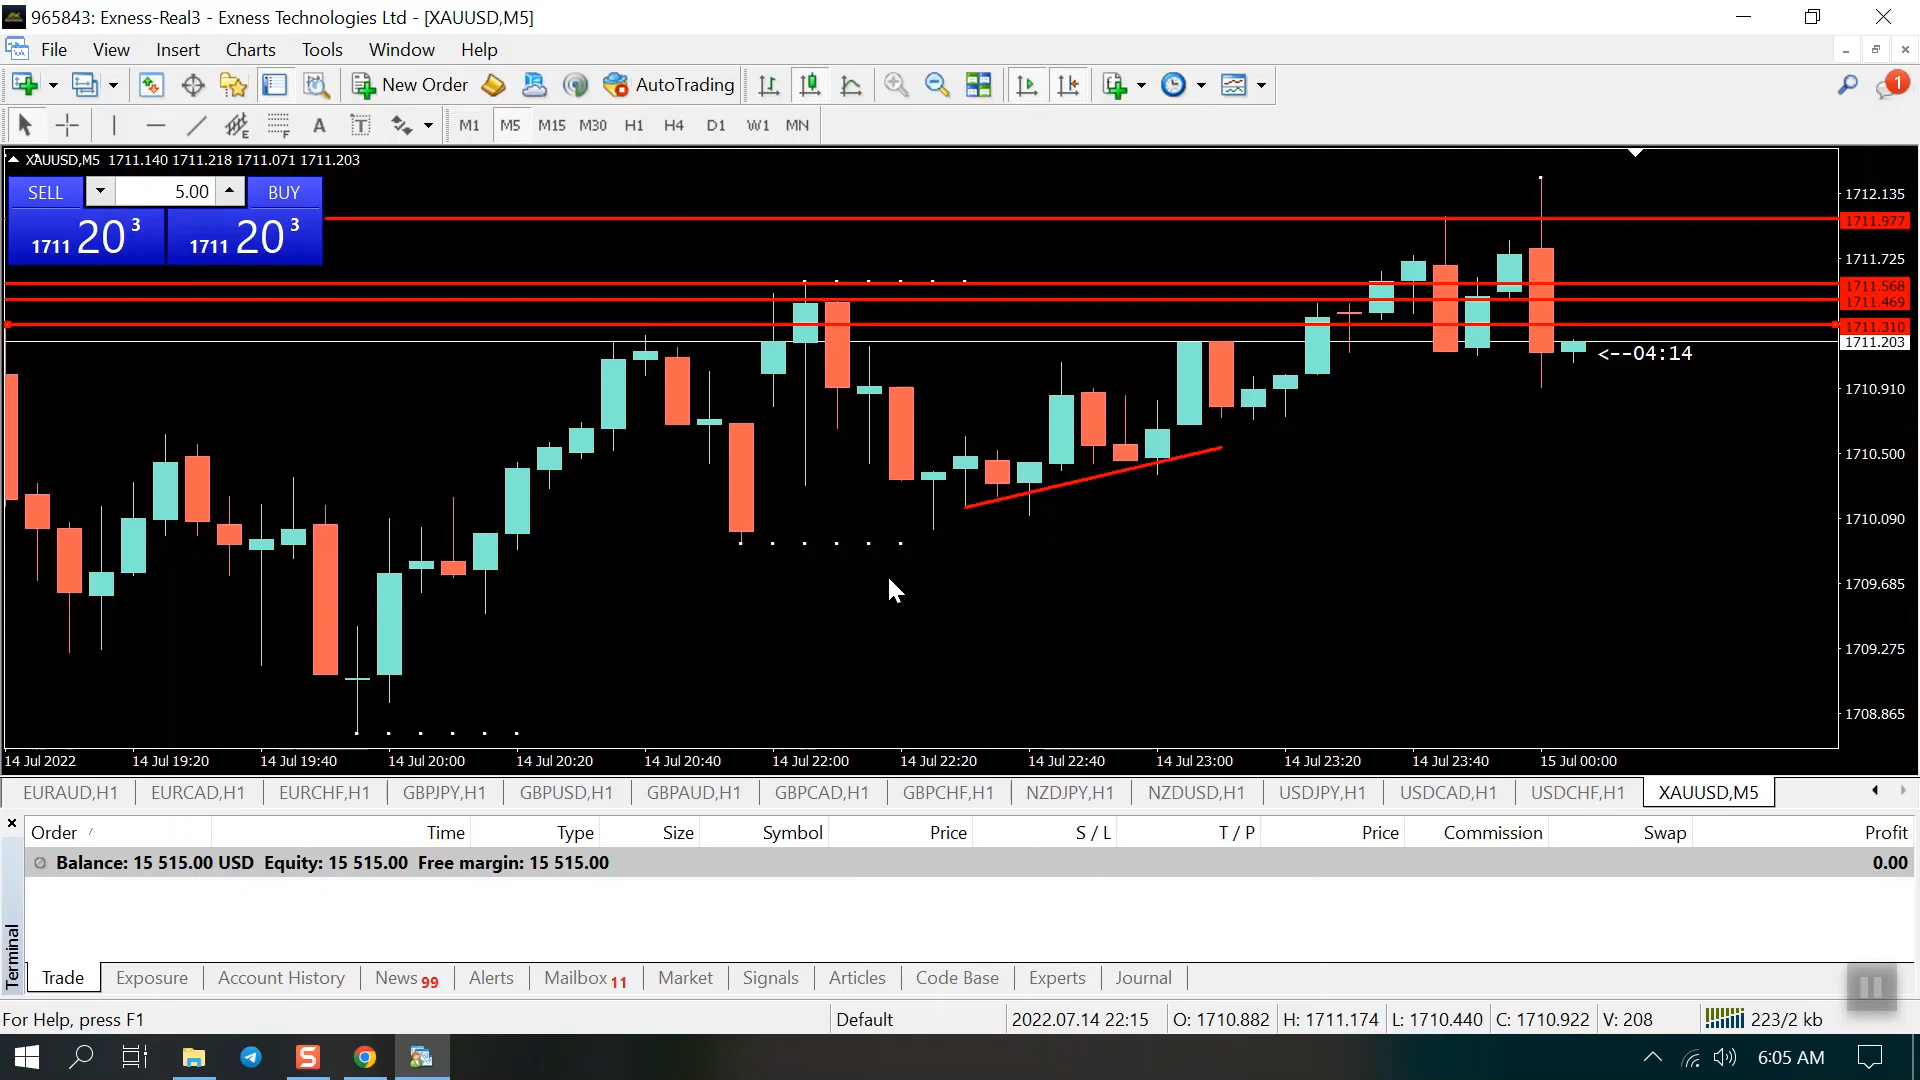 965843: Exness-Real3 - Exness Technologies Ltd - [XAUUSD,M5]
File View Insert Charts Tools Window Help
New Order AutoTrading 1
E F A T M1 M5 M15 M30 H1 H4 D1 W1 MN
XAUUSD,M5 1711.140 1711.218 1711.071 1711.203
SELL 5.00 BUY
1711 20 3 1711 20 3
1712.135
1711.977
1711.725
1711.568
1711.469
1711.310
1711.203
<--04:14
1710.910
1710.500
1710.090
1709.685
1709.275
1708.865
14 Jul 2022 14 Jul 19:20 14 Jul 19:40 14 Jul 20:00 14 Jul 20:20 14 Jul 20:40 14 Jul 22:00 14 Jul 22:20 14 Jul 22:40 14 Jul 23:00 14 Jul 23:20 14 Jul 23:40 15 Jul 00:00
EURAUD,H1 EURCAD,H1 EURCHF,H1 GBPJPY,H1 GBPUSD,H1 GBPAUD,H1 GBPCAD,H1 GBPCHF,H1 NZDJPY,H1 NZDUSD,H1 USDJPY,H1 USDCAD,H1 USDCHF,H1 XAUUSD,M5
Order / Time Type Size Symbol Price S / L T / P Price Commission Swap Profit
Balance: 15 515.00 USD Equity: 15 515.00 Free margin: 15 515.00 0.00
Terminal
Trade Exposure Account History News 99 Alerts Mailbox 11 Market Signals Articles Code Base Experts Journal
For Help, press F1 Default 2022.07.14 22:15 O: 1710.882 H: 1711.174 L: 1710.440 C: 1710.922 V: 208 223/2 kb
S 6:05 AM